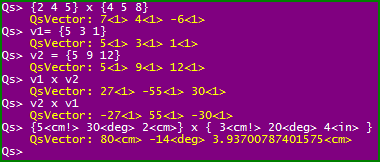 Qs> {2 4 5} x {4 5 8}
QsVector: 7<1> 4<1> -6<1>
Qs> v1= {5 3 1}
QsVector: 5<1> 3<1> 1<1>
Qs> v2 = {5 9 12}
QsVector: 5<1> 9<1> 12<1>
Qs> v1 x v2
QsVector: 27<1> -55<1> 30<1>
Qs> v2 x v1
QsVector: -27<1> 55<1> -30<1>
Qs> {5<cm!> 30<deg> 2<cm>} x { 3<cm!> 20<deg> 4<in> }
QsVector: 80<cm> -14<deg> 3.93700787401575<cm>
Qs>